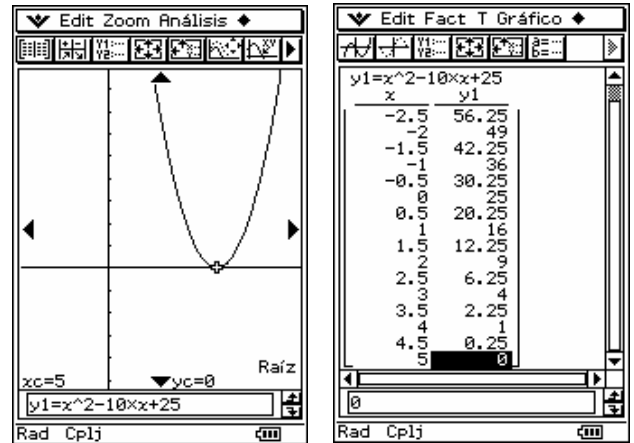 Edit Zoom Análisis ◆
Raíz
xc=5 yc=0
y1=x^2-10×x+25
Rad Cplj
Edit Fact T Gráfico ◆
y1=x^2-10×x+25
x y1
-2.5 56.25
-2 49
-1.5 42.25
-1 36
-0.5 30.25
0 25
0.5 20.25
1 16
1.5 12.25
2 9
2.5 6.25
3 4
3.5 2.25
4 1
4.5 0.25
5 0
0
Rad Cplj